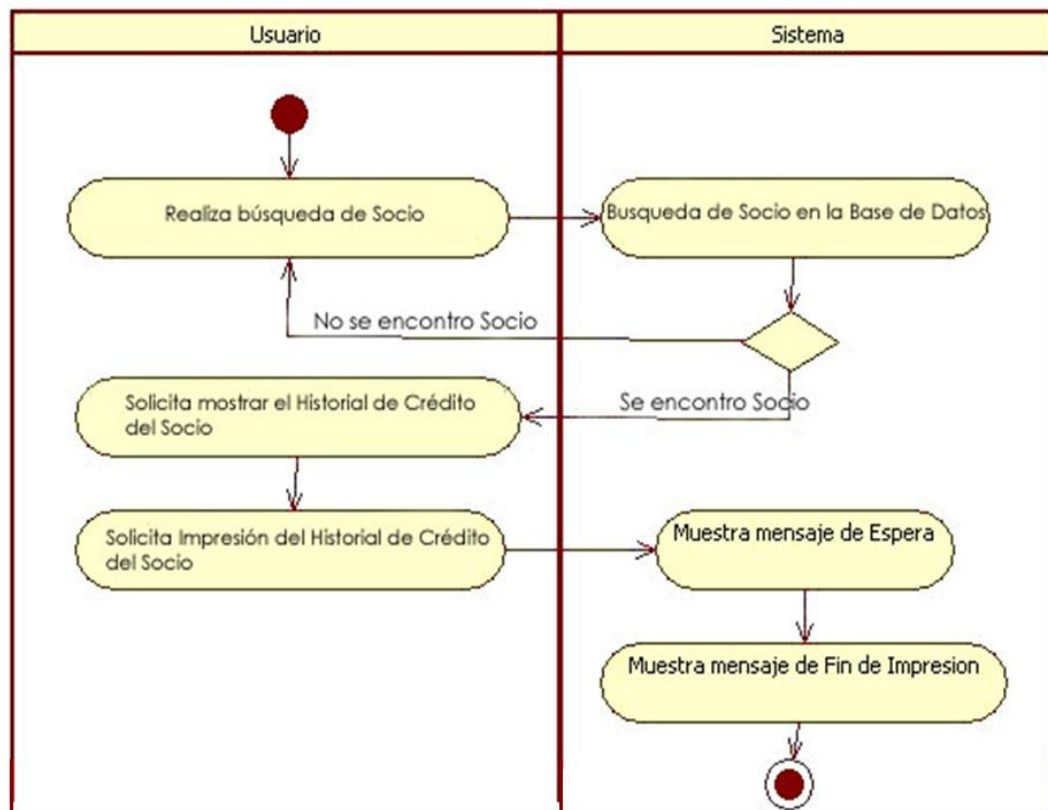 Usuario
Sistema
Realiza búsqueda de Socio
Busqueda de Socio en la Base de Datos
No se encontro Socio
Solicita mostrar el Historial de Crédito
del Socio
Se encontro Socio
Solicita Impresión del Historial de Crédito
del Socio
Muestra mensaje de Espera
Muestra mensaje de Fin de Impresion